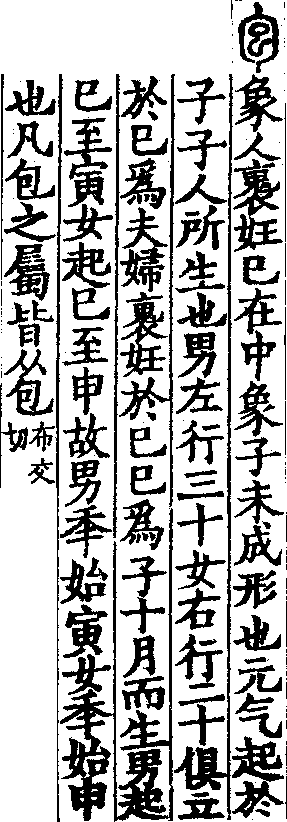 包象人裹妊巳在中象子未成形也元气起於
子子人所生也男左行三十女右行二十俱立
於巳爲夫婦裹妊於巳巳爲子十月而生男起
巳至寅女起巳至申故男秊始寅女秊始申
也凡包之屬皆从包布交切